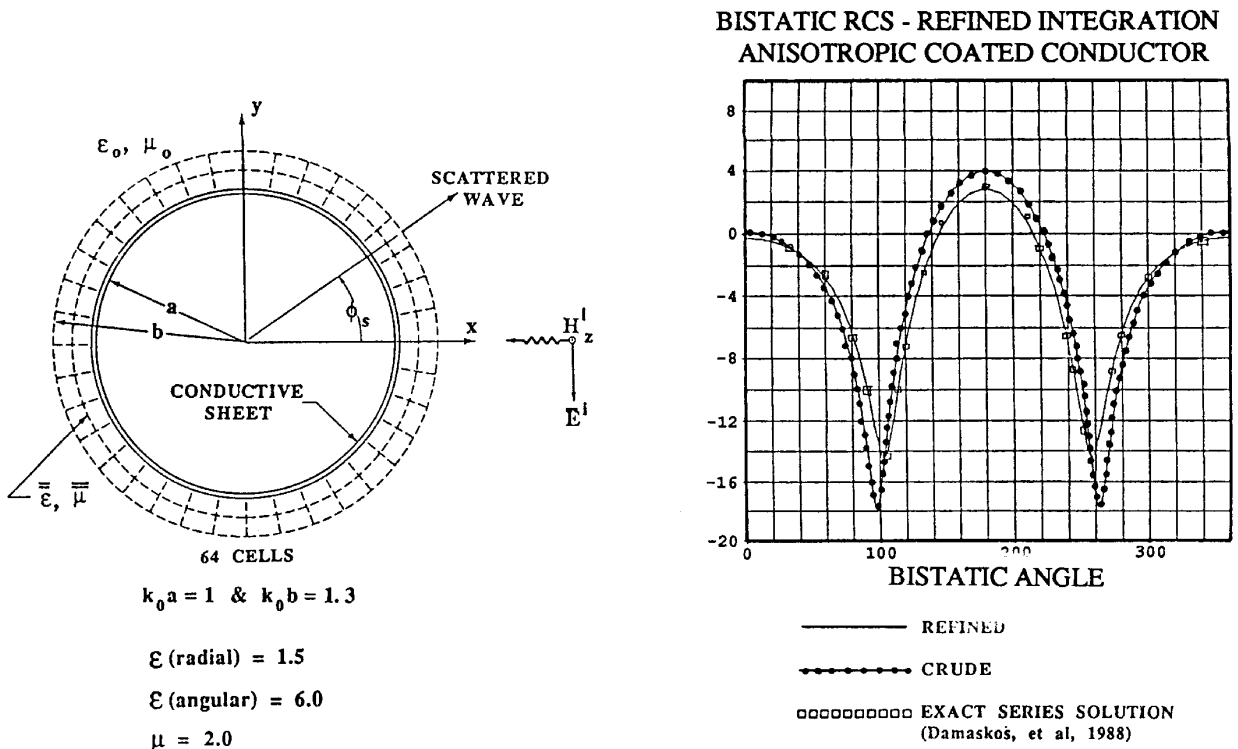 y
ε₀, μ₀
SCATTERED
WAVE
a
b
ϕs
x
Hzⁱ
Eⁱ
CONDUCTIVE
SHEET
ε̿, μ̿
64 CELLS
k₀a = 1 & k₀b = 1.3
ε (radial) = 1.5
ε (angular) = 6.0
μ = 2.0
BISTATIC RCS - REFINED INTEGRATION
ANISOTROPIC COATED CONDUCTOR
8
4
0
-4
-8
-12
-16
-20
0 100 200 300
BISTATIC ANGLE
REFINED
CRUDE
EXACT SERIES SOLUTION
(Damaskos, et al, 1988)